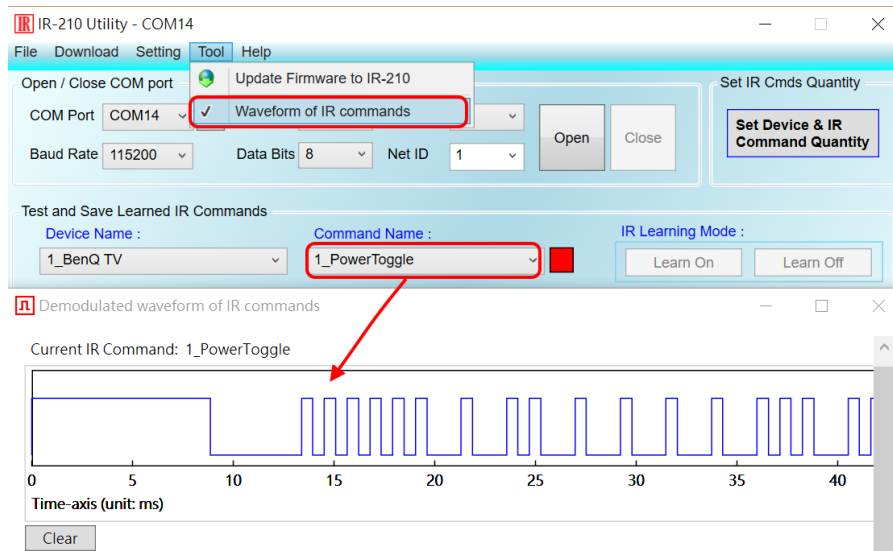 IR IR-210 Utility - COM14
File Download Setting Tool Help
Open / Close COM port
Update Firmware to IR-210
Set IR Cmds Quantity
COM Port COM14 ✓ Waveform of IR commands
Open Close
Set Device & IR
Command Quantity
Baud Rate 115200 Data Bits 8 Net ID 1
Test and Save Learned IR Commands
Device Name : Command Name : IR Learning Mode :
1_BenQ TV 1_PowerToggle Learn On Learn Off
Demodulated waveform of IR commands
Current IR Command: 1_PowerToggle
0 5 10 15 20 25 30 35 40
Time-axis (unit: ms)
Clear